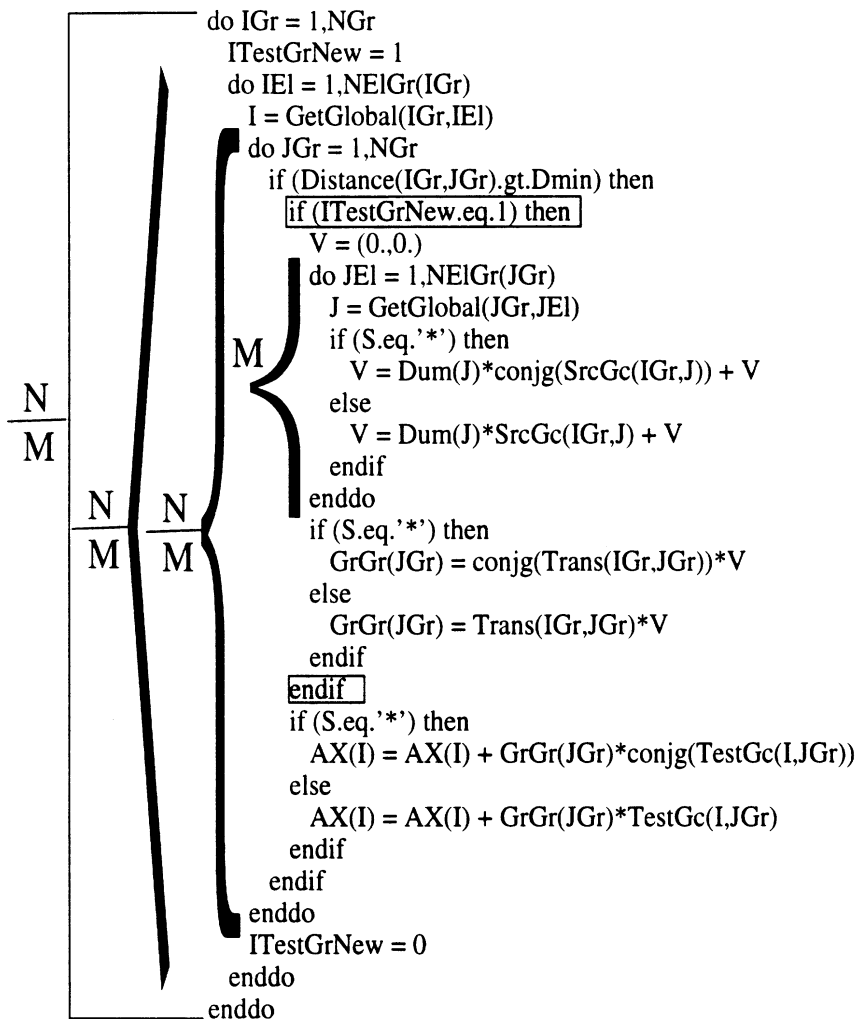 do IGr = 1,NGr
ITestGrNew = 1
do IEl = 1,NElGr(IGr)
I = GetGlobal(IGr,IEl)
do JGr = 1,NGr
if (Distance(IGr,JGr).gt.Dmin) then
if (ITestGrNew.eq.1) then
V = (0.,0.)
do JEl = 1,NElGr(JGr)
J = GetGlobal(JGr,JEl)
if (S.eq.'*') then
V = Dum(J)*conjg(SrcGc(IGr,J)) + V
else
V = Dum(J)*SrcGc(IGr,J) + V
endif
enddo
if (S.eq.'*') then
GrGr(JGr) = conjg(Trans(IGr,JGr))*V
else
GrGr(JGr) = Trans(IGr,JGr)*V
endif
endif
if (S.eq.'*') then
AX(I) = AX(I) + GrGr(JGr)*conjg(TestGc(I,JGr))
else
AX(I) = AX(I) + GrGr(JGr)*TestGc(I,JGr)
endif
endif
enddo
ITestGrNew = 0
enddo
enddo
N
M
N
M
N
M
M